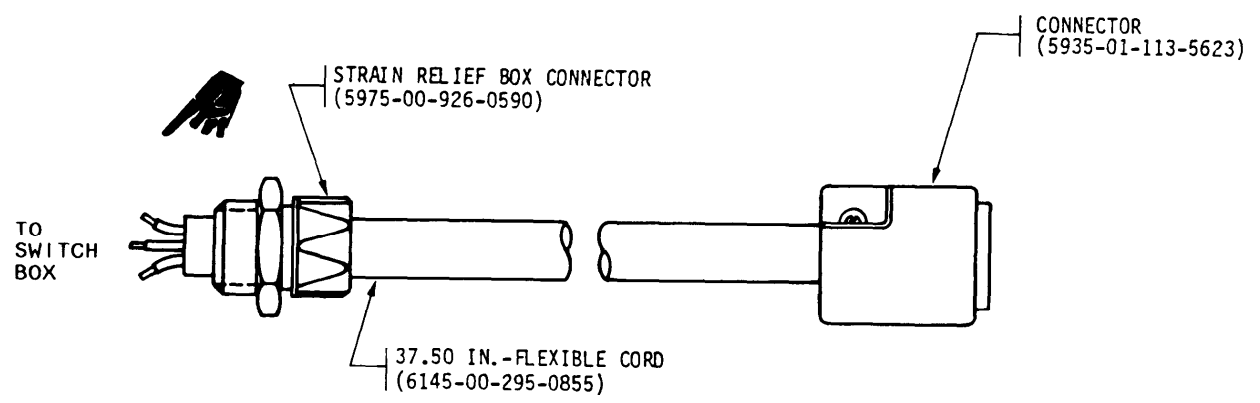 CONNECTOR
(5935-01-113-5623)
STRAIN RELIEF BOX CONNECTOR
(5975-00-926-0590)
TO
SWITCH
BOX
37.50 IN.-FLEXIBLE CORD
(6145-00-295-0855)